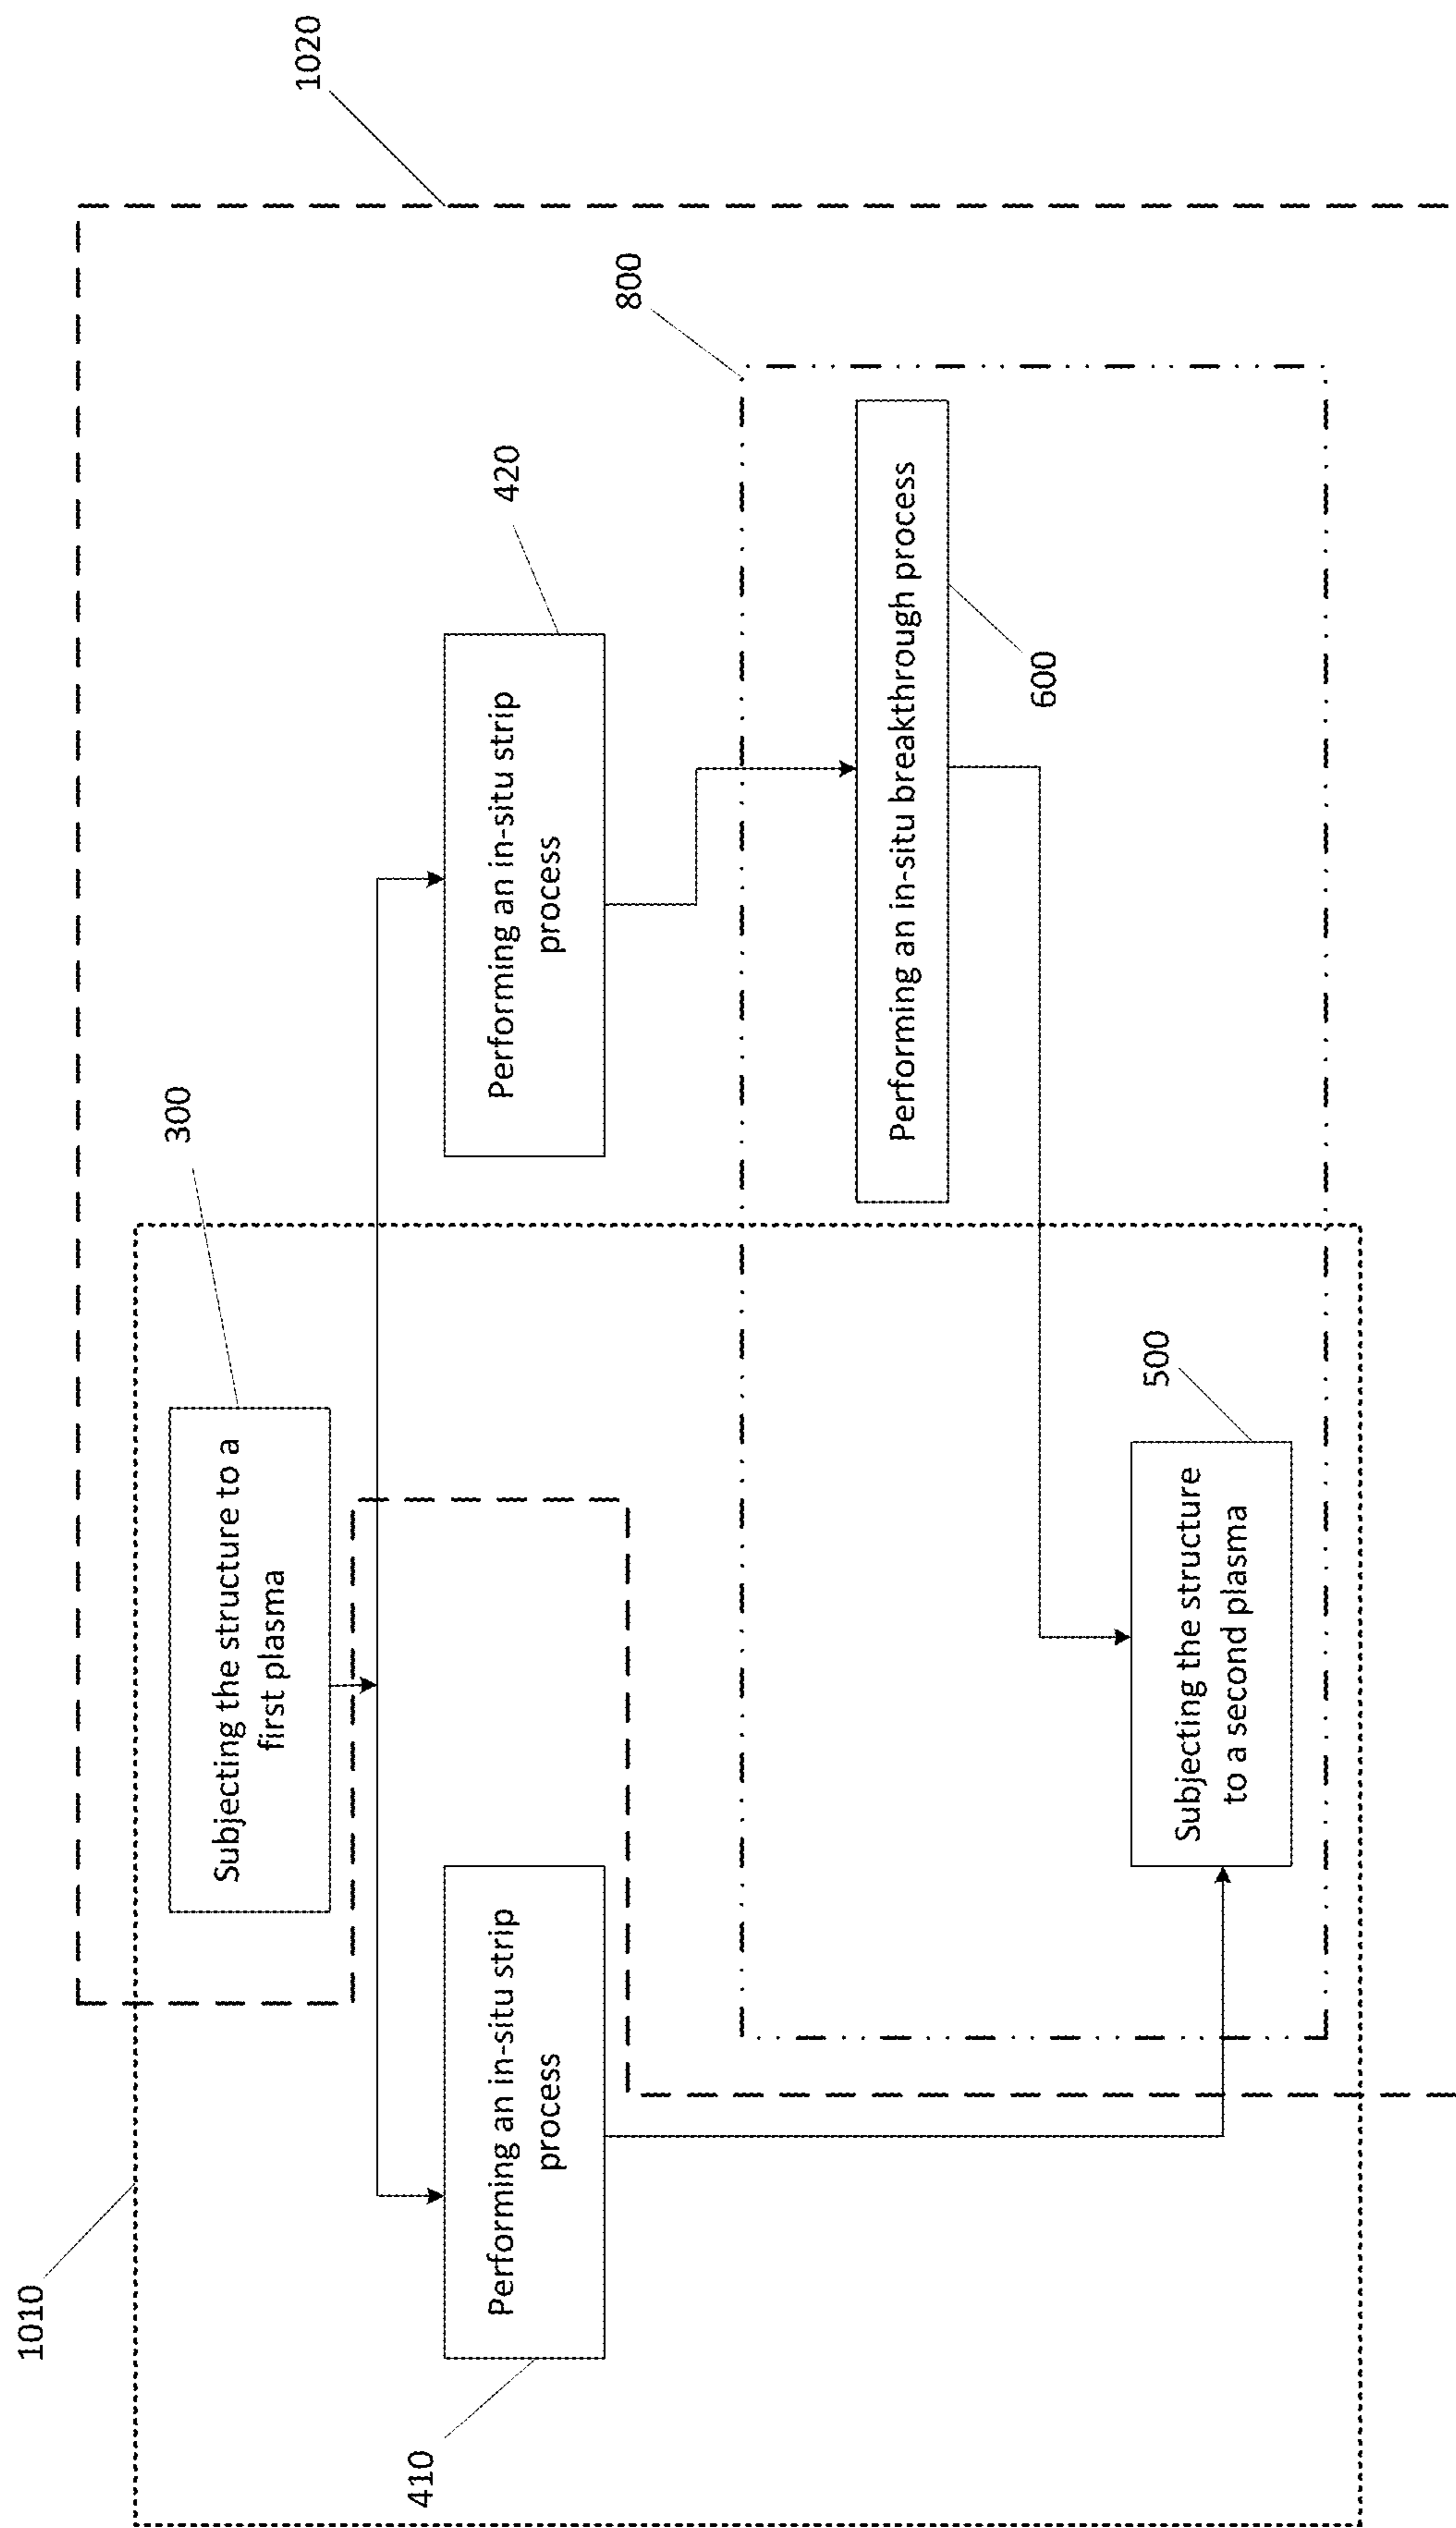 1010
1020
300
Subjecting the structure to a
first plasma
410
Performing an in-situ strip
process
420
Performing an in-situ strip
process
800
Performing an in-situ breakthrough process
600
500
Subjecting the structure
to a second plasma